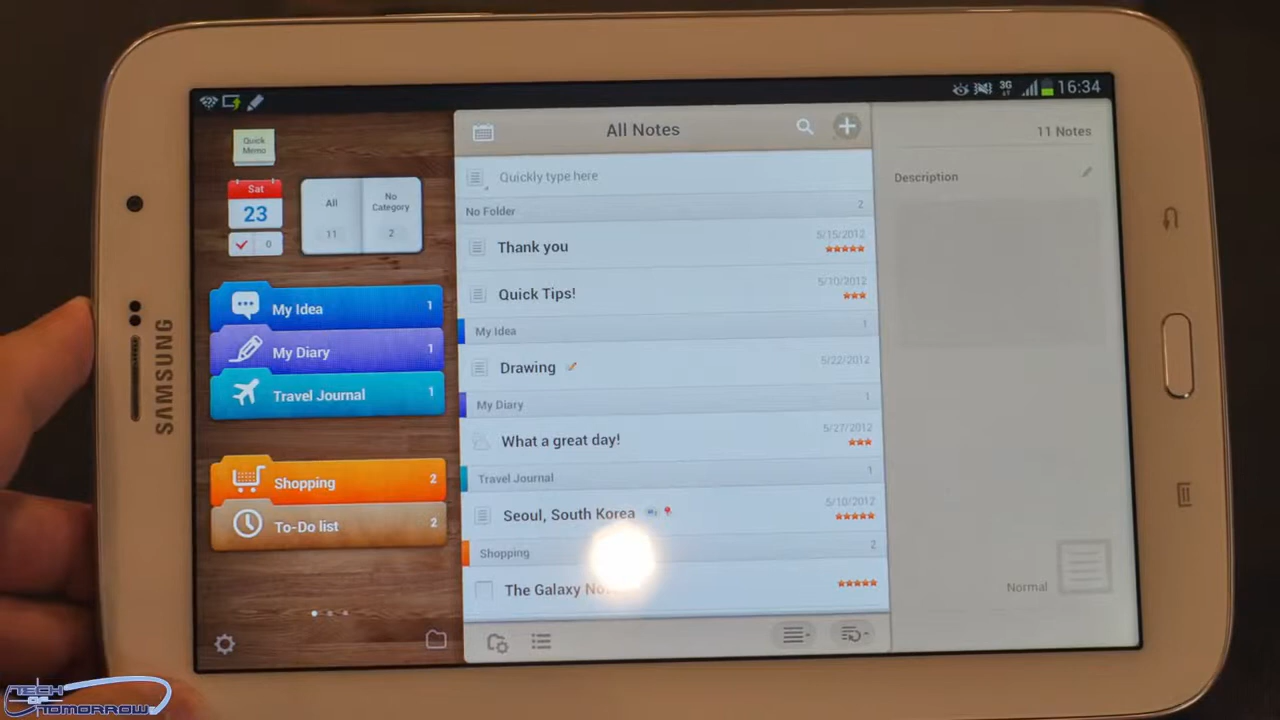 3G
16:34
Quick
Memo
Sat
23
0
All
11
No
Category
2
My Idea 1
My Diary 1
Travel Journal 1
Shopping 2
To-Do list 2
All Notes
Quickly type here
No Folder 2
Thank you 5/15/2012
Quick Tips! 5/10/2012
My Idea 1
Drawing 5/22/2012
My Diary 1
What a great day! 5/27/2012
Travel Journal 1
Seoul, South Korea 5/10/2012
Shopping 2
The Galaxy
11 Notes
Description
Normal
SAMSUNG
TECH
OF
TOMORROW